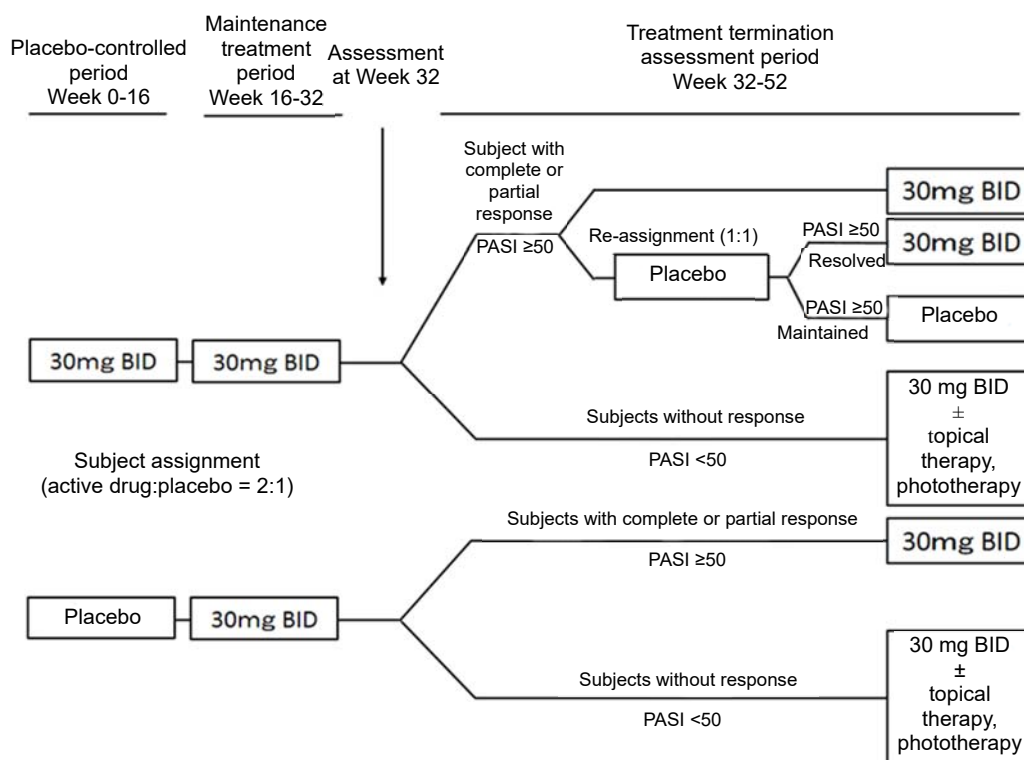 Placebo-controlled
period
Week 0-16
Maintenance
treatment
period
Week 16-32
Assessment
at Week 32
Treatment termination
assessment period
Week 32-52
Subject with
complete or
partial
response
PASI ≥50
30mg BID
Re-assignment (1:1)
Placebo
PASI ≥50
Resolved
30mg BID
PASI ≥50
Maintained
Placebo
30mg BID
30mg BID
Subjects without response
PASI <50
30 mg BID
±
topical
therapy,
phototherapy
Subject assignment
(active drug:placebo = 2:1)
Subjects with complete or partial response
PASI ≥50
30mg BID
Placebo
30mg BID
Subjects without response
PASI <50
30 mg BID
±
topical
therapy,
phototherapy